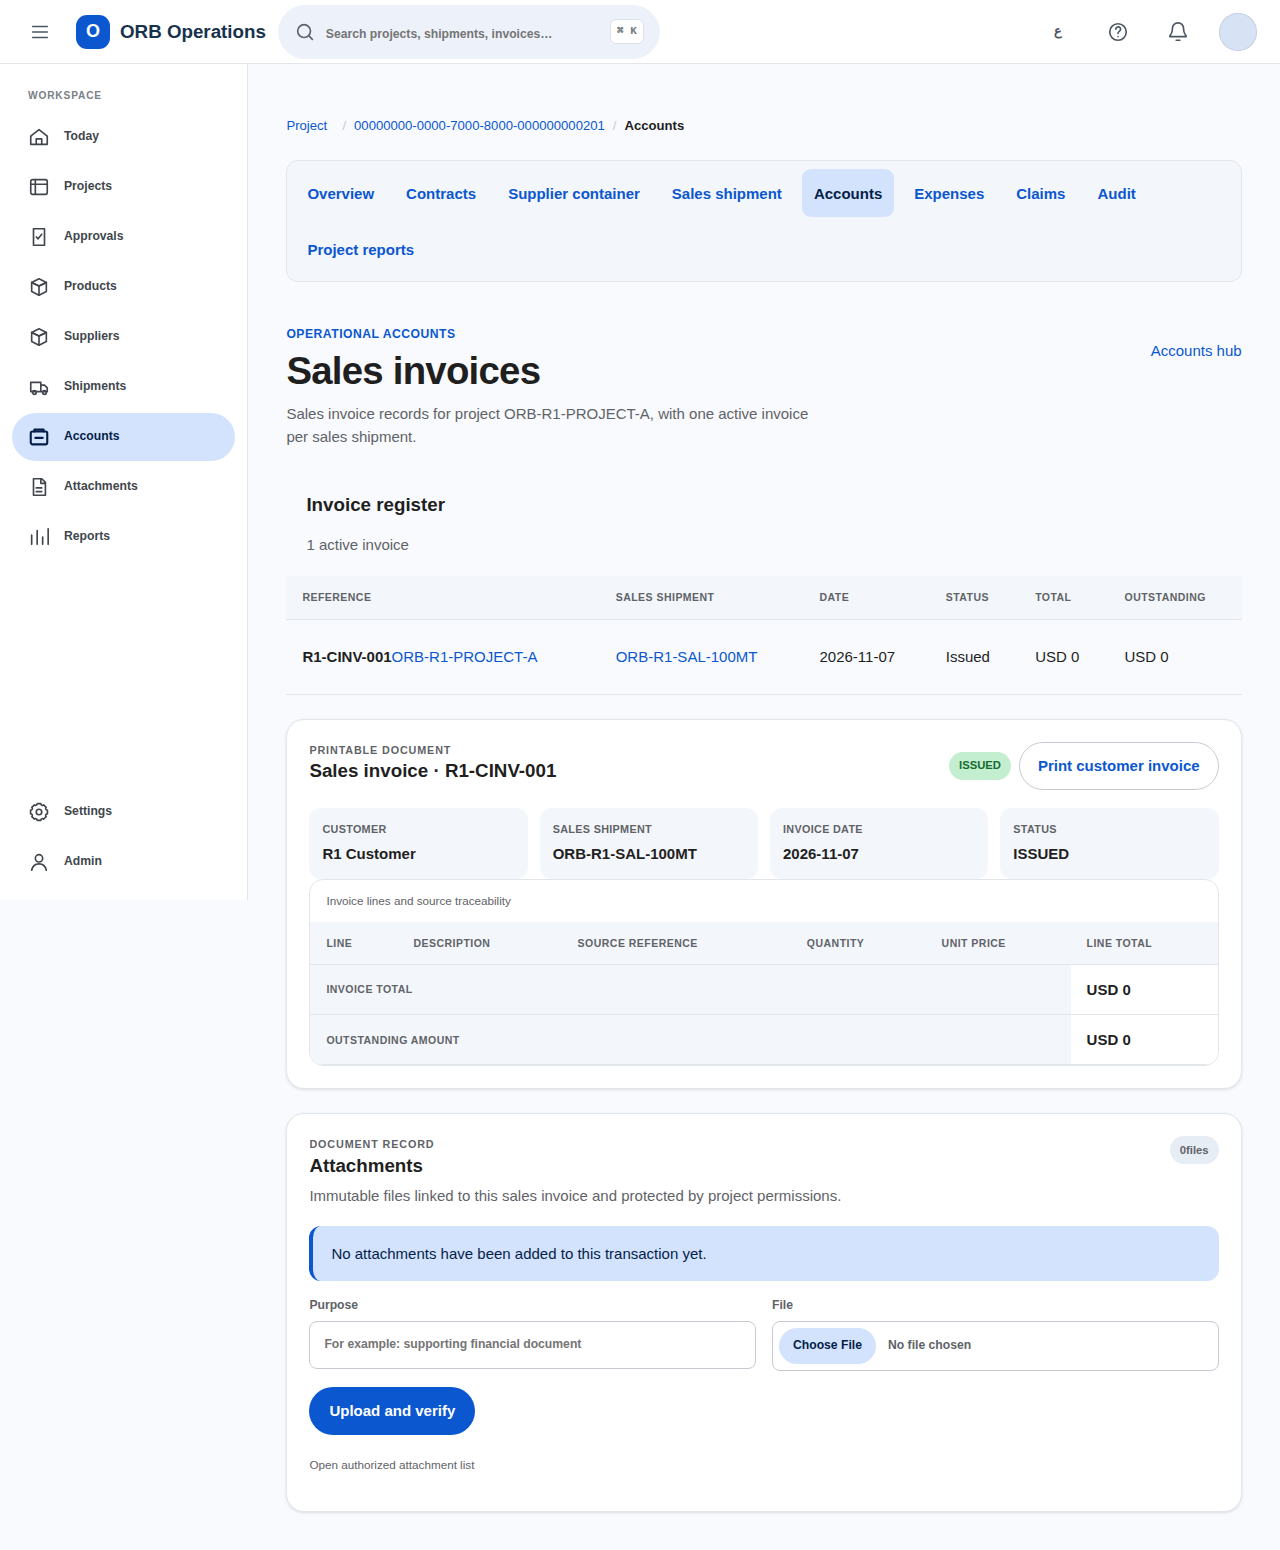 O ORB Operations
Search projects, shipments, invoices… ⌘ K
ع
WORKSPACE
Today
Projects
Approvals
Products
Suppliers
Shipments
Accounts
Attachments
Reports
Settings
Admin
Project / 00000000-0000-7000-8000-000000000201 / Accounts
Overview Contracts Supplier container Sales shipment Accounts Expenses Claims Audit
Project reports
OPERATIONAL ACCOUNTS
Sales invoices
Accounts hub
Sales invoice records for project ORB-R1-PROJECT-A, with one active invoice
per sales shipment.
Invoice register
1 active invoice
REFERENCE SALES SHIPMENT DATE STATUS TOTAL OUTSTANDING
R1-CINV-001ORB-R1-PROJECT-A ORB-R1-SAL-100MT 2026-11-07 Issued USD 0 USD 0
PRINTABLE DOCUMENT
Sales invoice · R1-CINV-001
ISSUED Print customer invoice
CUSTOMER SALES SHIPMENT INVOICE DATE STATUS
R1 Customer ORB-R1-SAL-100MT 2026-11-07 ISSUED
Invoice lines and source traceability
LINE DESCRIPTION SOURCE REFERENCE QUANTITY UNIT PRICE LINE TOTAL
INVOICE TOTAL USD 0
OUTSTANDING AMOUNT USD 0
DOCUMENT RECORD
Attachments
0files
Immutable files linked to this sales invoice and protected by project permissions.
No attachments have been added to this transaction yet.
Purpose File
For example: supporting financial document Choose File No file chosen
Upload and verify
Open authorized attachment list